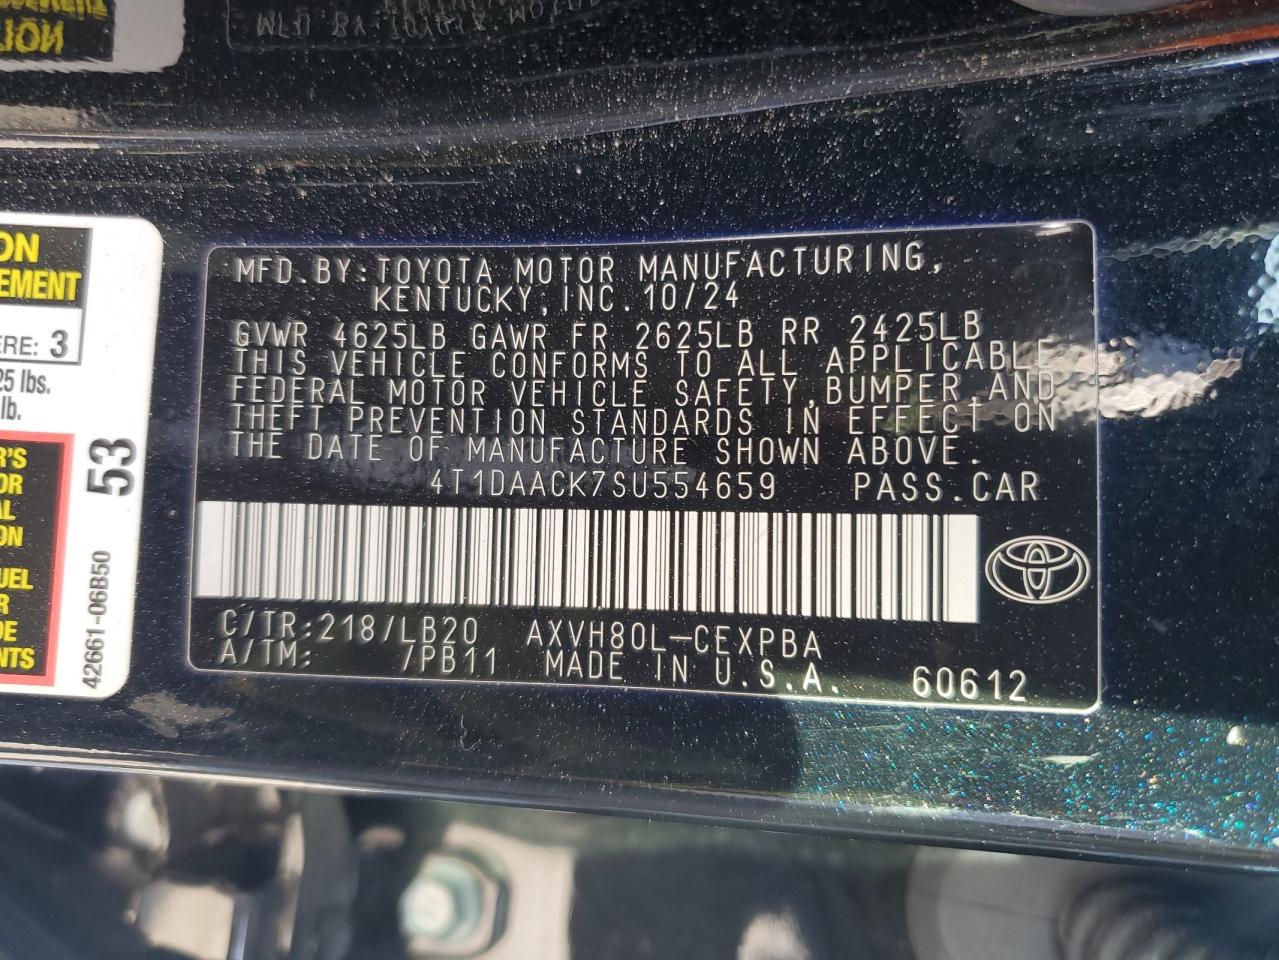 ON
EMENT
ERE: 3
25 lbs.
lb.
53
42661-06B50
MFD.BY:TOYOTA MOTOR MANUFACTURING,
KENTUCKY,INC.10/24
GVWR 4625LB GAWR FR 2625LB RR 2425LB
THIS VEHICLE CONFORMS TO ALL APPLICABLE
FEDERAL MOTOR VEHICLE SAFETY,BUMPER,AND
THEFT PREVENTION STANDARDS IN EFFECT ON
THE DATE OF MANUFACTURE SHOWN ABOVE.
4T1DAACK7SU554659 PASS.CAR
C/TR:218/LB20 AXVH80L-CEXPBA
A/TM: /PB11 MADE IN U.S.A. 60612